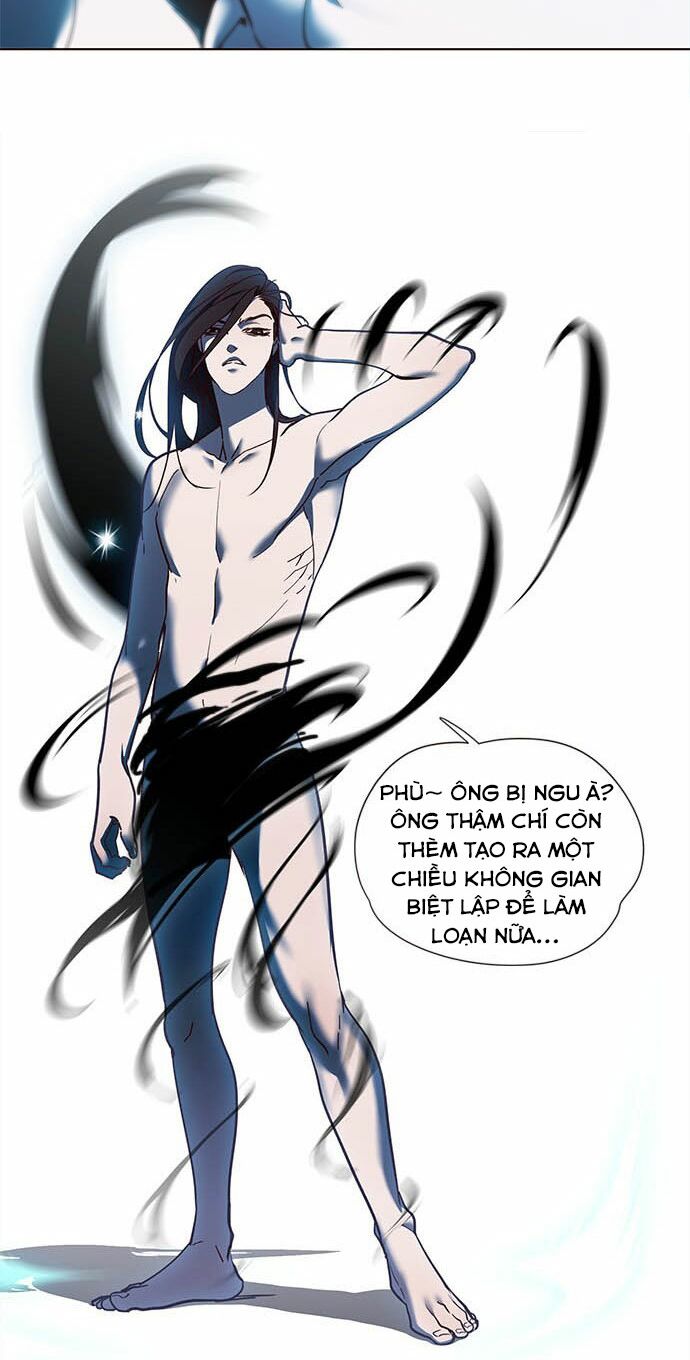 PHÙ~ ÔNG BỊ NGU À?
ÔNG THẬM CHÍ CÒN
THÈM TẠO RA MỘT
CHIỀU KHÔNG GIAN
BIỆT LẬP ĐỂ LÀM
LOẠN NỮA...